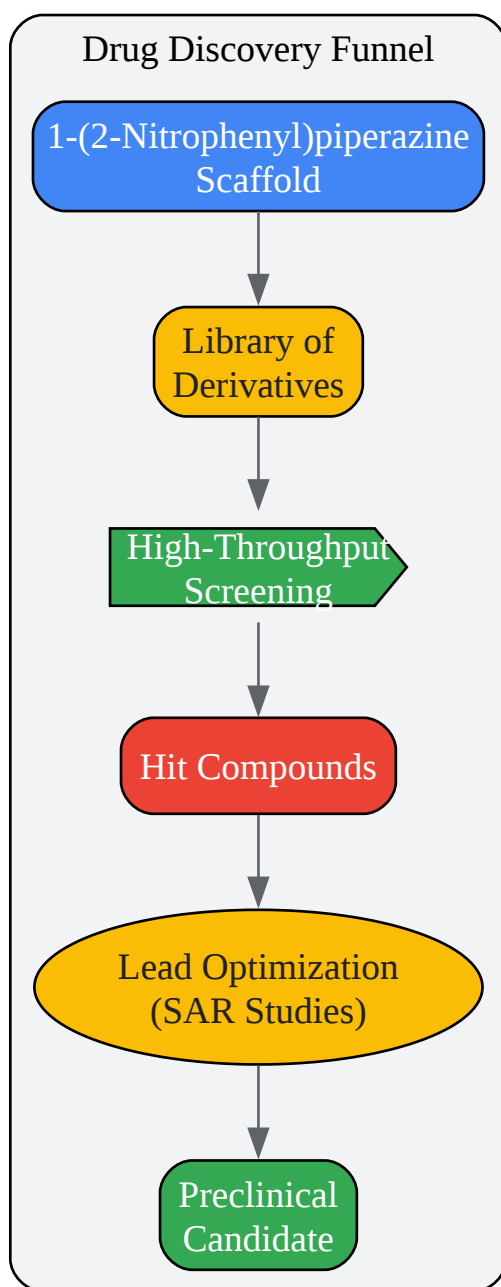 Drug Discovery Funnel
1-(2-Nitrophenyl)piperazine
Scaffold
Library of
Derivatives
High-Throughput
Screening
Hit Compounds
Lead Optimization
(SAR Studies)
Preclinical
Candidate